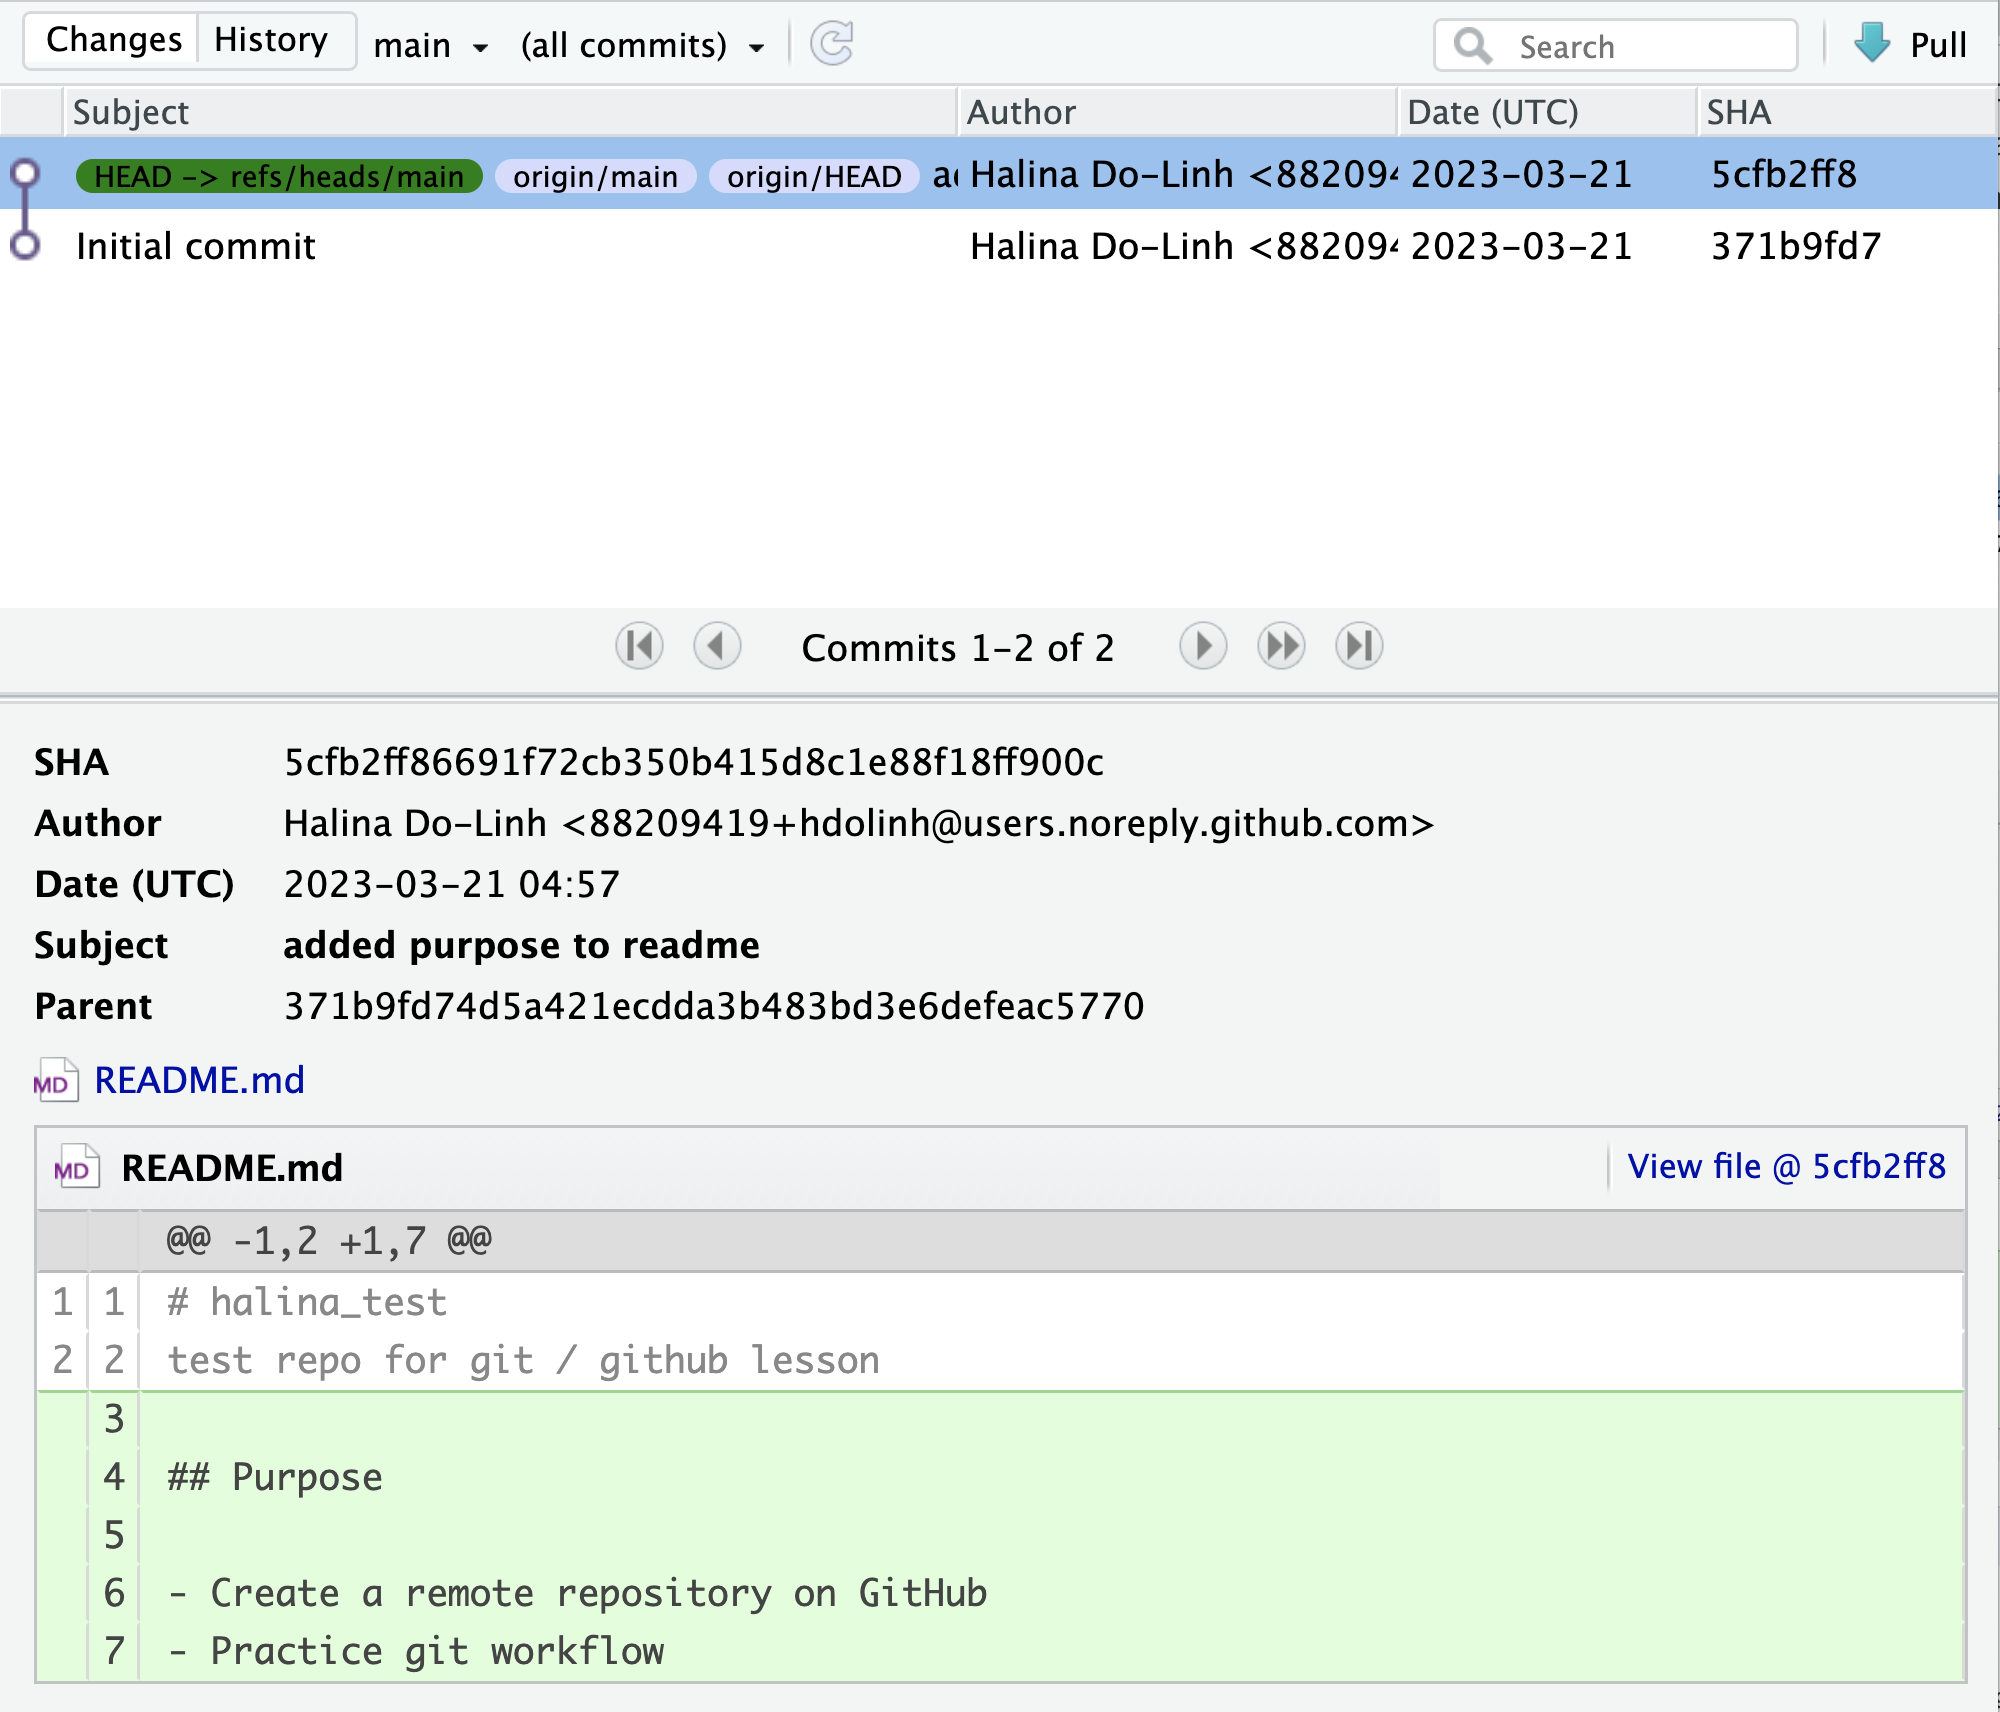 Changes History main (all commits) Search Pull
Subject Author Date (UTC) SHA
HEAD -> refs/heads/main origin/main origin/HEAD Halina Do-Linh <88209 2023-03-21 5cfb2ff8
Initial commit Halina Do-Linh <88209 2023-03-21 371b9fd7
Commits 1-2 of 2
SHA 5cfb2ff86691f72cb350b415d8c1e88f18ff900c
Author Halina Do-Linh <88209419+hdolinh@users.noreply.github.com>
Date (UTC) 2023-03-21 04:57
Subject added purpose to readme
Parent 371b9fd74d5a421ecdda3b483bd3e6defeac5770
MD README.md
MD README.md View file @ 5cfb2ff8
@@ -1,2 +1,7 @@
1 1 # halina_test
2 2 test repo for git / github lesson
3
4 ## Purpose
5
6 - Create a remote repository on GitHub
7 - Practice git workflow